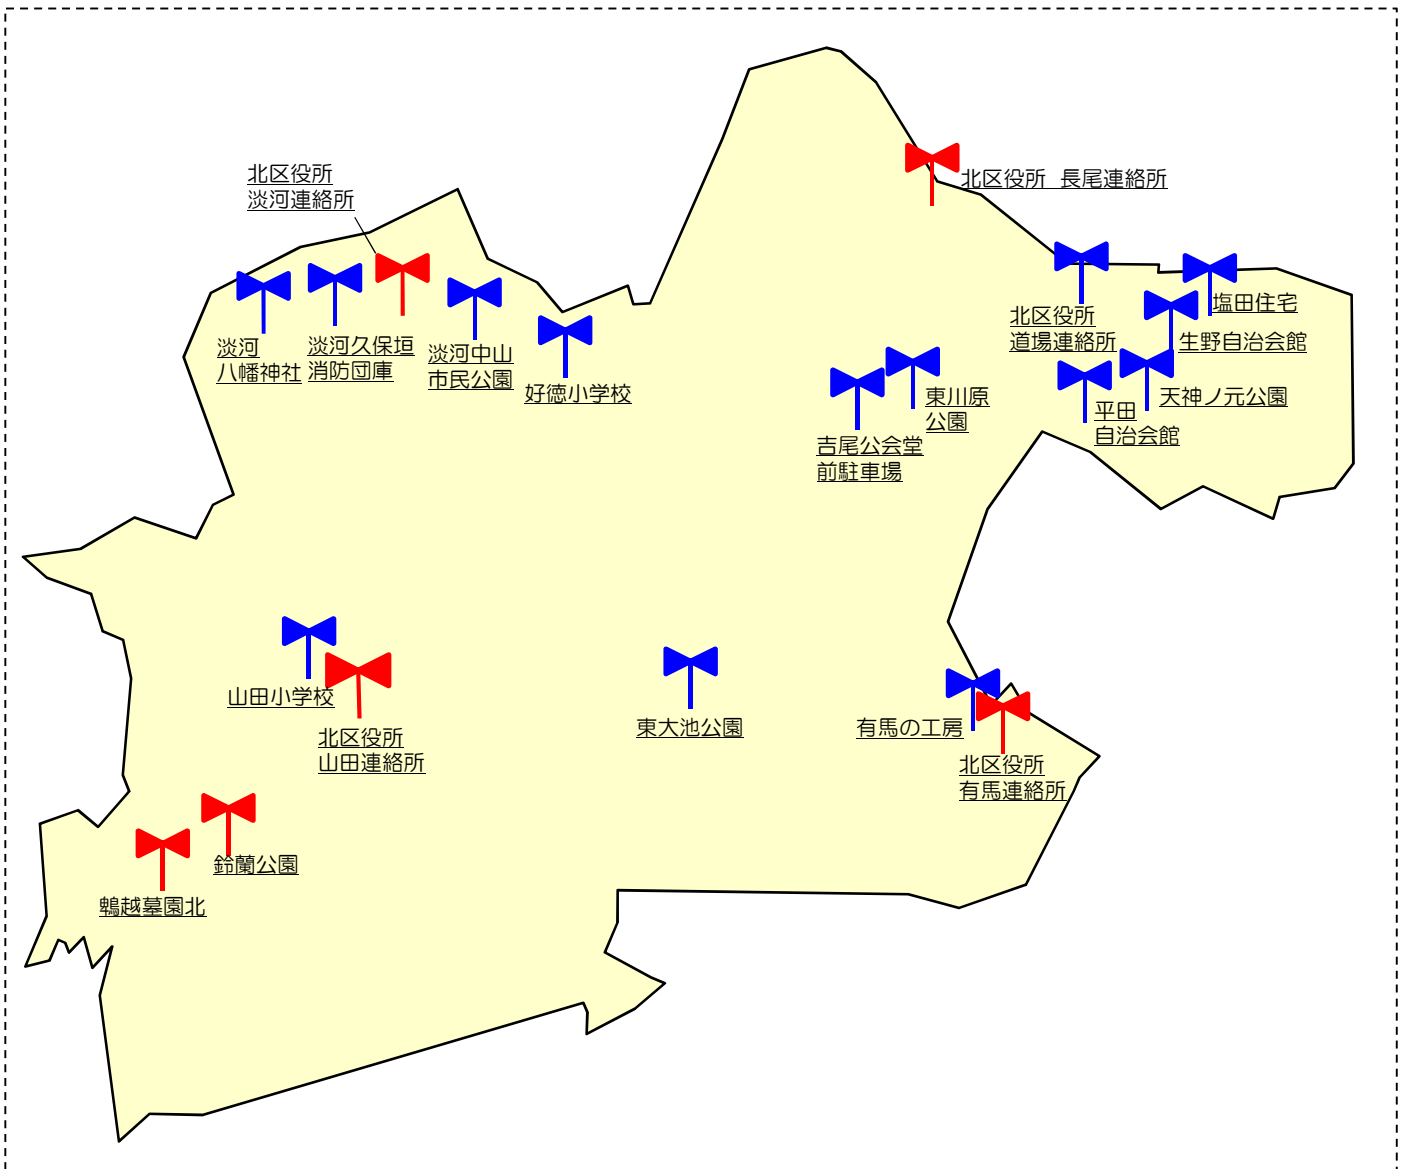 北区役所
淡河連絡所
北区役所　長尾連絡所
淡河
八幡神社
淡河久保垣
消防団庫
淡河中山
市民公園
好徳小学校
北区役所
道場連絡所
塩田住宅
生野自治会館
天神ノ元公園
平田
自治会館
東川原
公園
吉尾公会堂
前駐車場
山田小学校
北区役所
山田連絡所
東大池公園
有馬の工房
北区役所
有馬連絡所
鈴蘭公園
鵯越墓園北